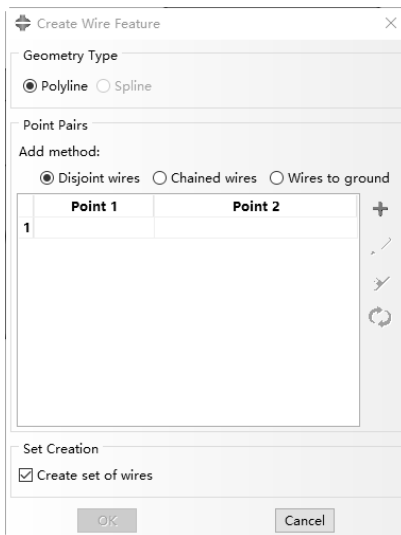 Create Wire Feature
Geometry Type
Polyline Spline
Point Pairs
Add method:
Disjoint wires Chained wires Wires to ground
Point 1 Point 2
1
Set Creation
Create set of wires
OK Cancel